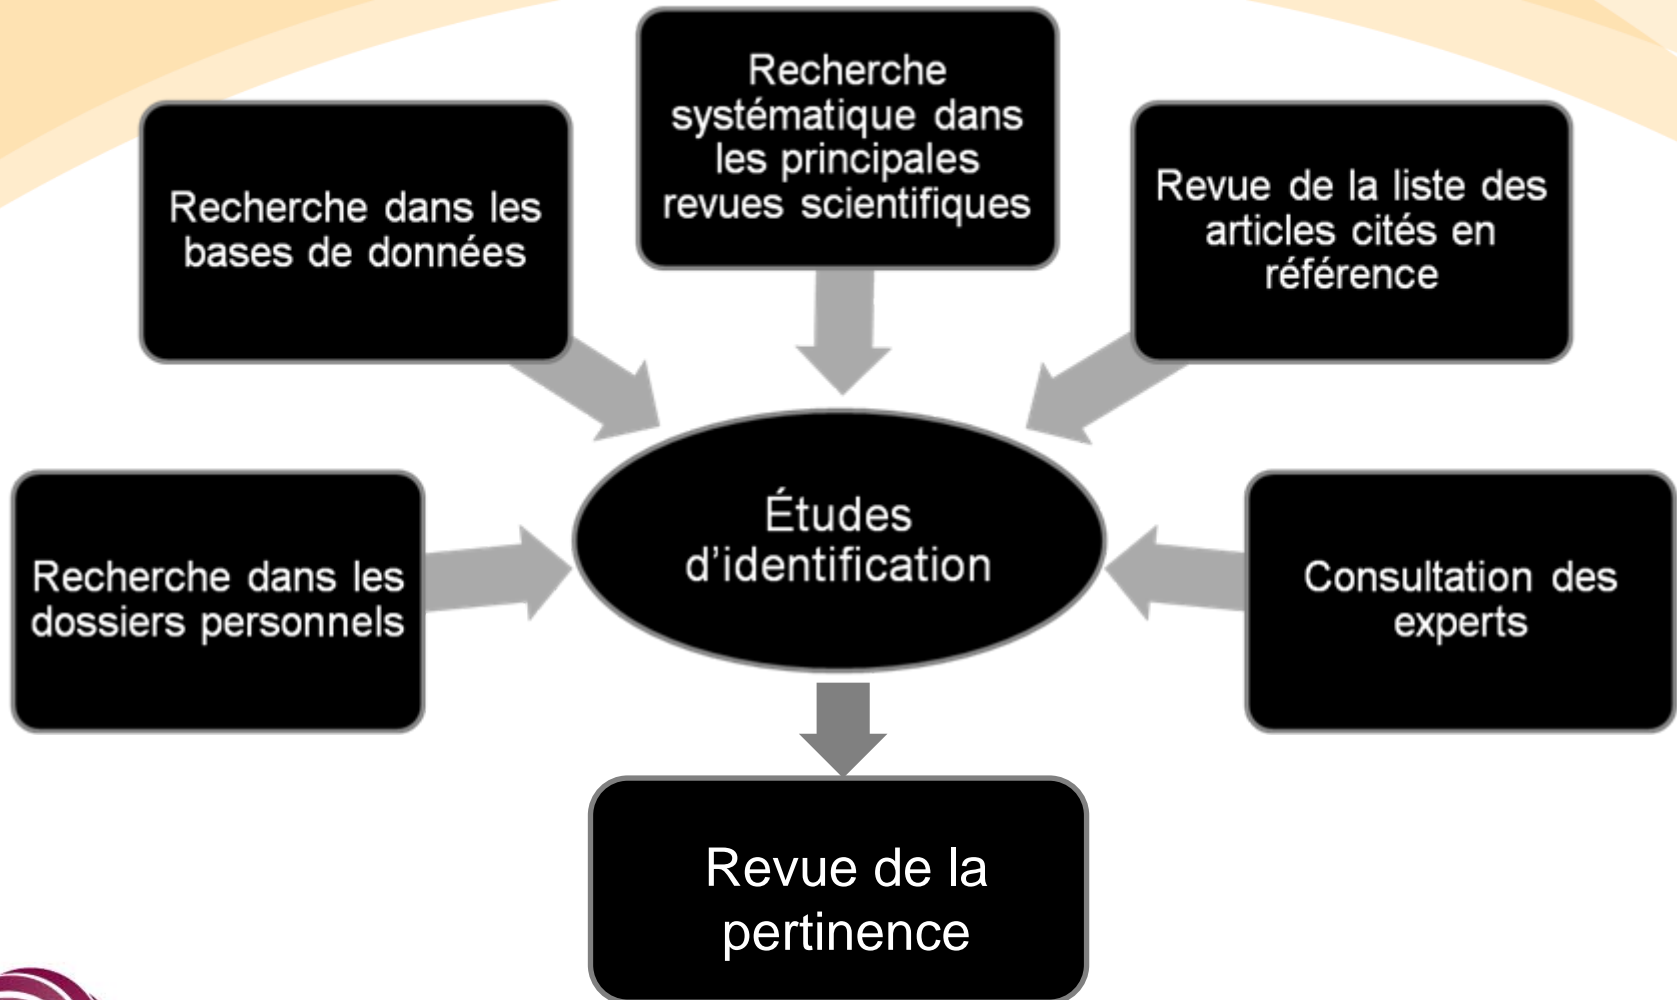 Recherche
systématique dans
les principales
revues scientifiques
Recherche dans les
bases de données
Revue de la liste des
articles cités en
référence
Études
d’identification
Recherche dans les
dossiers personnels
Consultation des
experts
Revue de la
pertinence